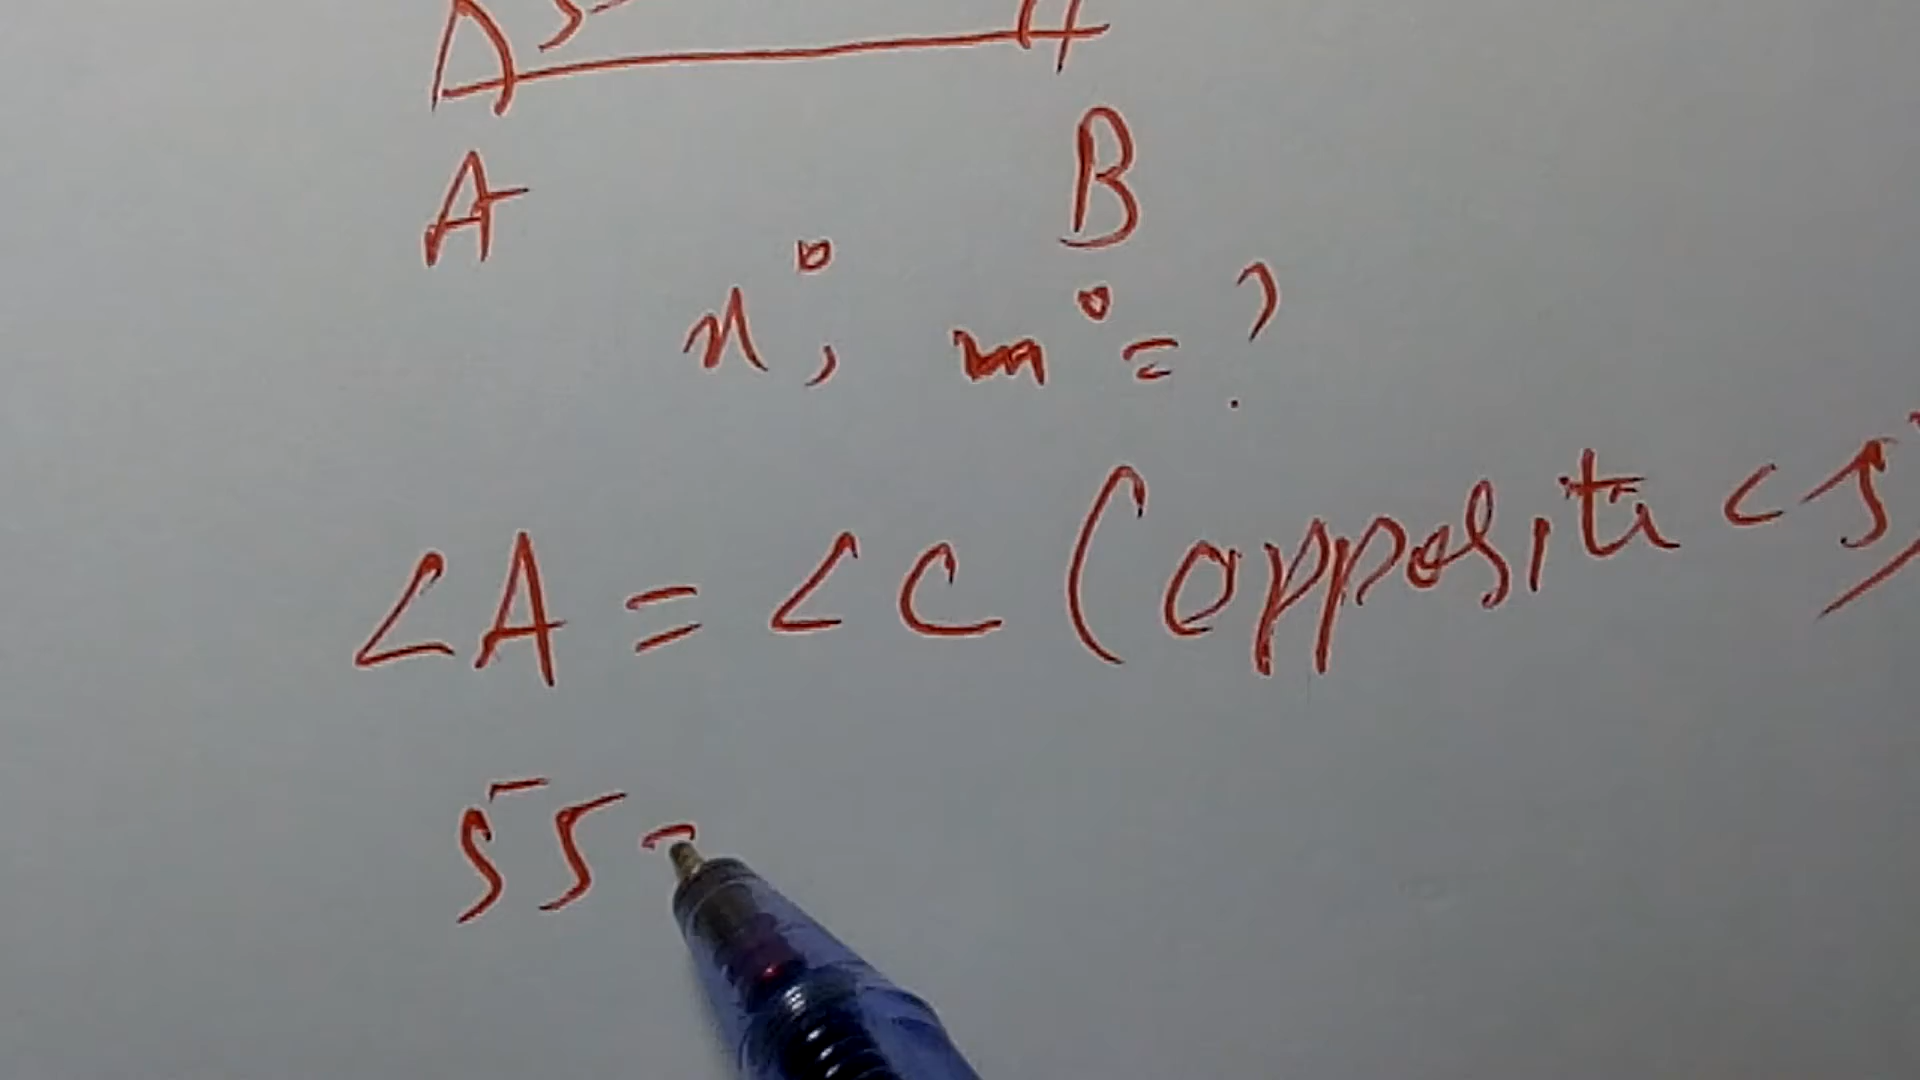 A B
x°, m° = ?
∠A = ∠C (opposite <s)
55 =